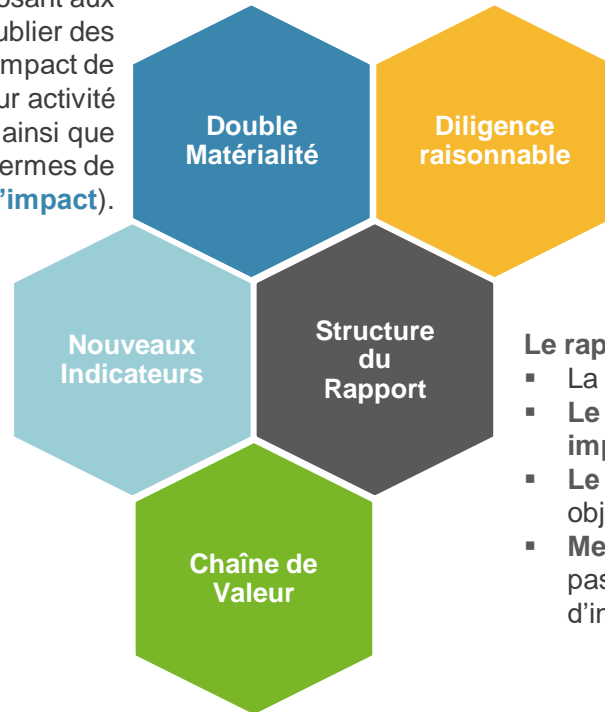 osant aux
ublier des
mpact de
ur activité
ainsi que
ermes de
l'impact).
Double
Matérialité
Diligence
raisonnable
Nouveaux
Indicateurs
Structure
du
Rapport
Chaîne de
Valeur
Le rap
▪ La
▪ Le
imp
▪ Le
obj
▪ Me
pas
d'in